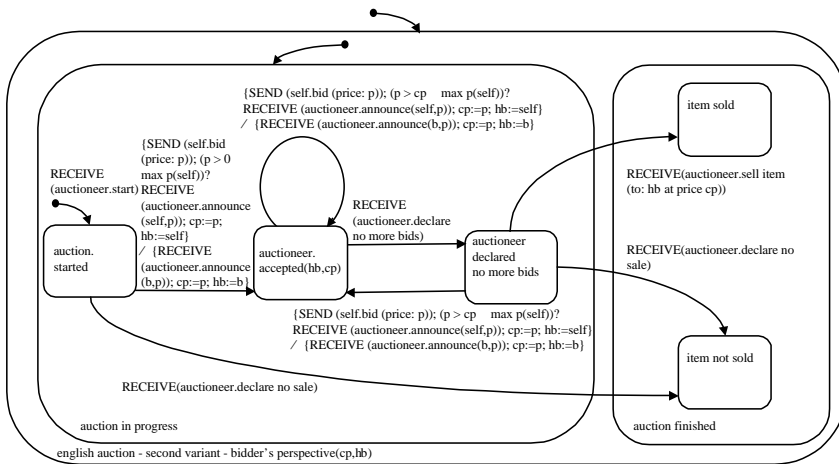 {SEND (self.bid (price: p)); (p > cp max p(self))?
RECEIVE (auctioneer.announce(self,p)); cp:=p; hb:=self}
/ {RECEIVE (auctioneer.announce(b,p)); cp:=p; hb:=b}
item sold
{SEND (self.bid
(price: p)); (p > 0
max p(self))?
RECEIVE
(auctioneer.announce
(self,p)); cp:=p;
hb:=self}
/ {RECEIVE
(auctioneer.announce
(b,p)); cp:=p; hb:=b}
RECEIVE
(auctioneer.start)
RECEIVE(auctioneer.sell item
(to: hb at price cp))
RECEIVE
(auctioneer.declare
no more bids)
auction.
started
auctioneer.
accepted(hb,cp)
auctioneer
declared
no more bids
RECEIVE(auctioneer.declare no
sale)
{SEND (self.bid (price: p)); (p > cp max p(self))?
RECEIVE (auctioneer.announce(self,p)); cp:=p; hb:=self}
/ {RECEIVE (auctioneer.announce(b,p)); cp:=p; hb:=b}
item not sold
RECEIVE(auctioneer.declare no sale)
auction in progress
auction finished
english auction - second variant - bidder's perspective(cp,hb)